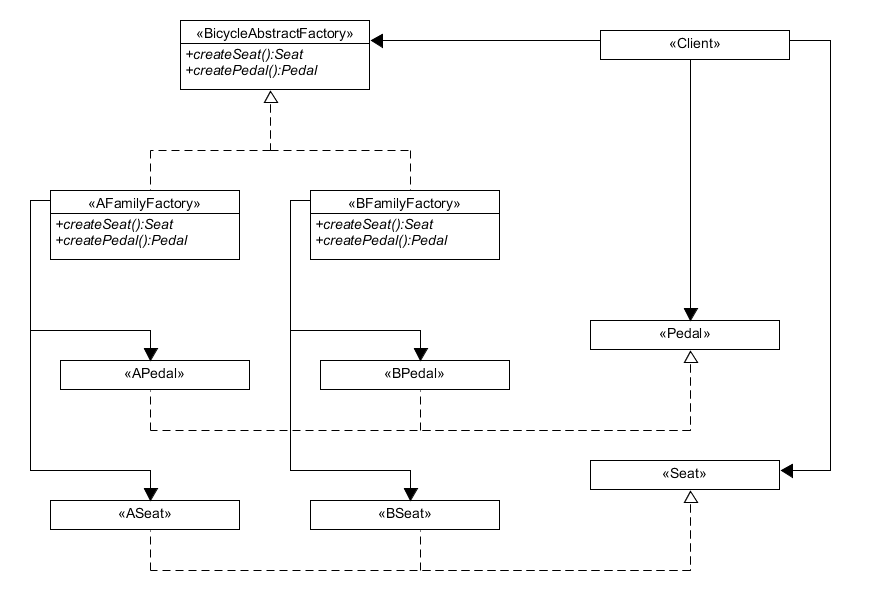 «BicycleAbstractFactory»
+createSeat():Seat
+createPedal():Pedal
«Client»
«AFamilyFactory»
+createSeat():Seat
+createPedal():Pedal
«BFamilyFactory»
+createSeat():Seat
+createPedal():Pedal
«Pedal»
«APedal»
«BPedal»
«Seat»
«ASeat»
«BSeat»